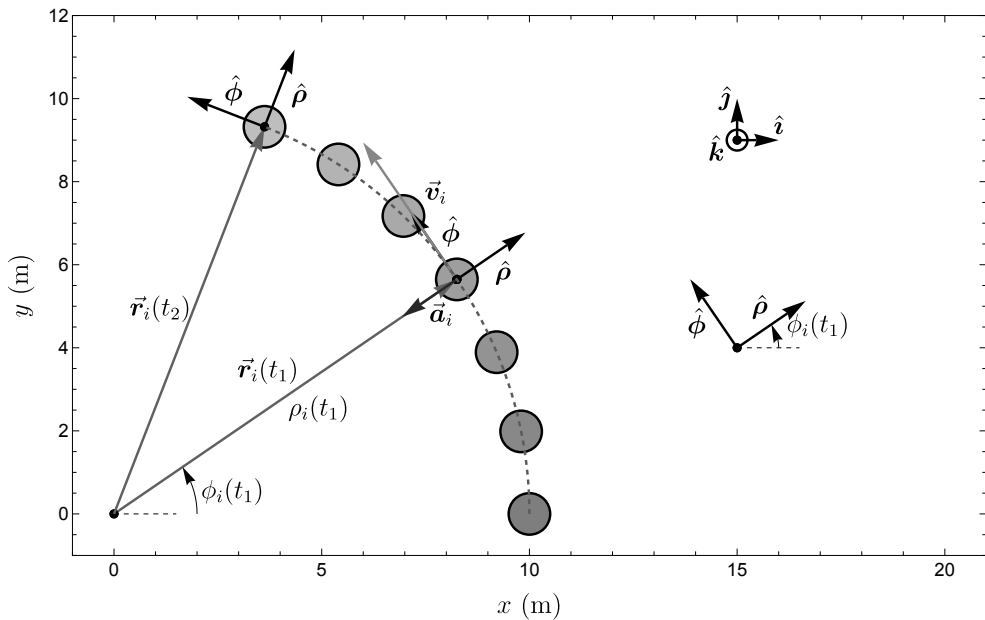 12
10
8
6
4
2
0
y (m)
0
5
10
15
20
x (m)
ϕ̂
ρ̂
v⃗ᵢ
ϕ̂
ρ̂
a⃗ᵢ
r⃗ᵢ(t₂)
r⃗ᵢ(t₁)
ρᵢ(t₁)
ϕᵢ(t₁)
ĵ
î
k̂
ϕ̂
ρ̂
ϕᵢ(t₁)